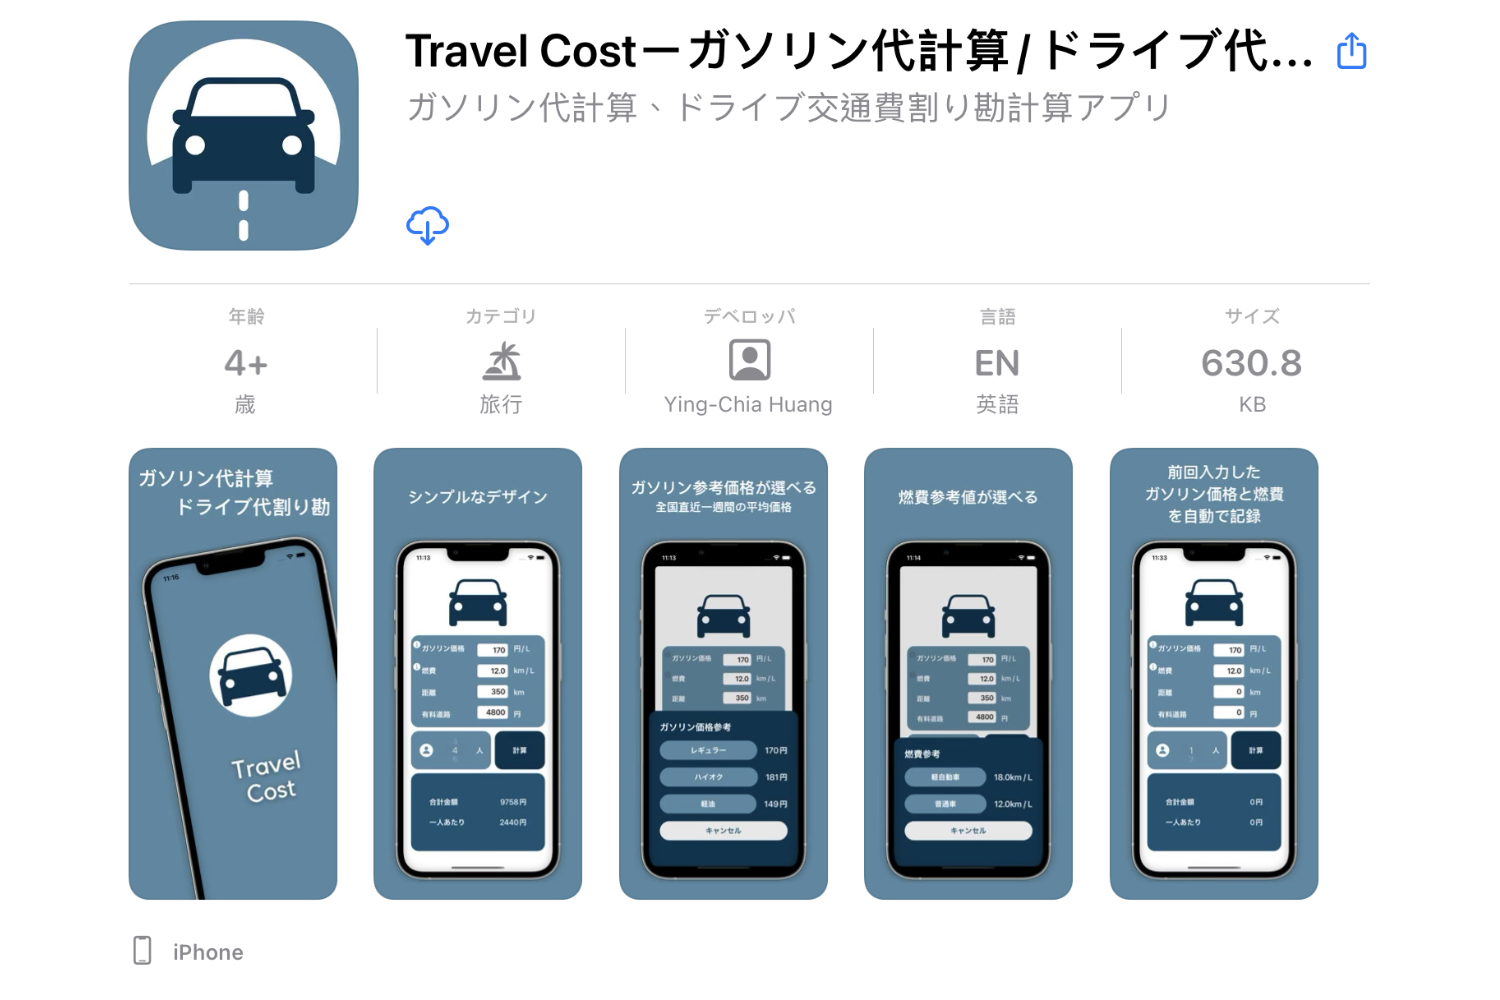 Travel Cost－ガソリン代計算/ドライブ代...
ガソリン代計算、ドライブ交通費割り勘計算アプリ
年齢
4+
歳
カテゴリ
旅行
デベロッパ
Ying-Chia Huang
言語
EN
英語
サイズ
630.8
KB
ガソリン代計算
ドライブ代割り勘
11:16
Travel
Cost
シンプルなデザイン
11:13
ガソリン価格 170 円/L
燃費 12.0 km/L
距離 350 km
有料道路 4800 円
4 人 計算
合計金額 9758円
一人あたり 2440円
ガソリン参考価格が選べる
全国直近一週間の平均価格
11:13
ガソリン価格 170 円/L
燃費 12.0 km/L
距離 350 km
ガソリン価格参考
レギュラー 170円
ハイオク 181円
軽油 149円
キャンセル
燃費参考値が選べる
11:14
ガソリン価格 170 円/L
燃費 12.0 km/L
距離 350 km
有料道路 4800 円
燃費参考
軽自動車 18.0km/L
普通車 12.0km/L
キャンセル
前回入力した
ガソリン価格と燃費
を自動で記録
11:33
ガソリン価格 170 円/L
燃費 12.0 km/L
距離 0 km
有料道路 0 円
1 人 計算
合計金額 0円
一人あたり 0円
iPhone